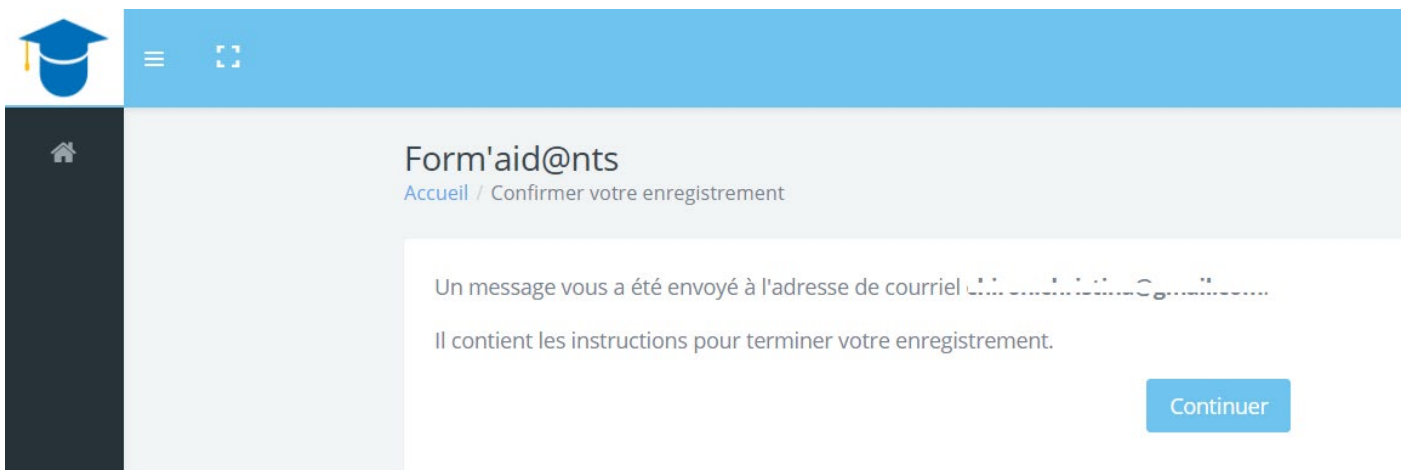 Form'aid@nts
Accueil / Confirmer votre enregistrement
Un message vous a été envoyé à l'adresse de courriel
Il contient les instructions pour terminer votre enregistrement.
Continuer